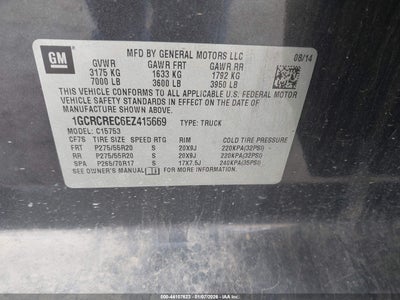 GM
MFD BY GENERAL MOTORS LLC 08/14
GVWR GAWR FRT GAWR RR
3175 KG 1633 KG 1792 KG
7000 LB 3600 LB 3950 LB
THIS VEHICLE CONFORMS TO ALL APPLICABLE U.S. FEDERAL
MOTOR VEHICLE SAFETY STANDARDS IN EFFECT ON THE DATE OF
MANUFACTURE SHOWN ABOVE.
1GCRCREC6EZ415669 TYPE: TRUCK
C15753
CF7S TIRE SIZE SPEED RTG RIM COLD TIRE PRESSURE
FRT P275/55R20 S 20X9J 220KPA(32PSI)
RR P275/55R20 S 20X9J 220KPA(32PSI)
SPA P265/70R17 S 17X7.5J 240KPA(35PSI)
SEE OWNER'S MANUAL FOR ADDITIONAL INFORMATION.